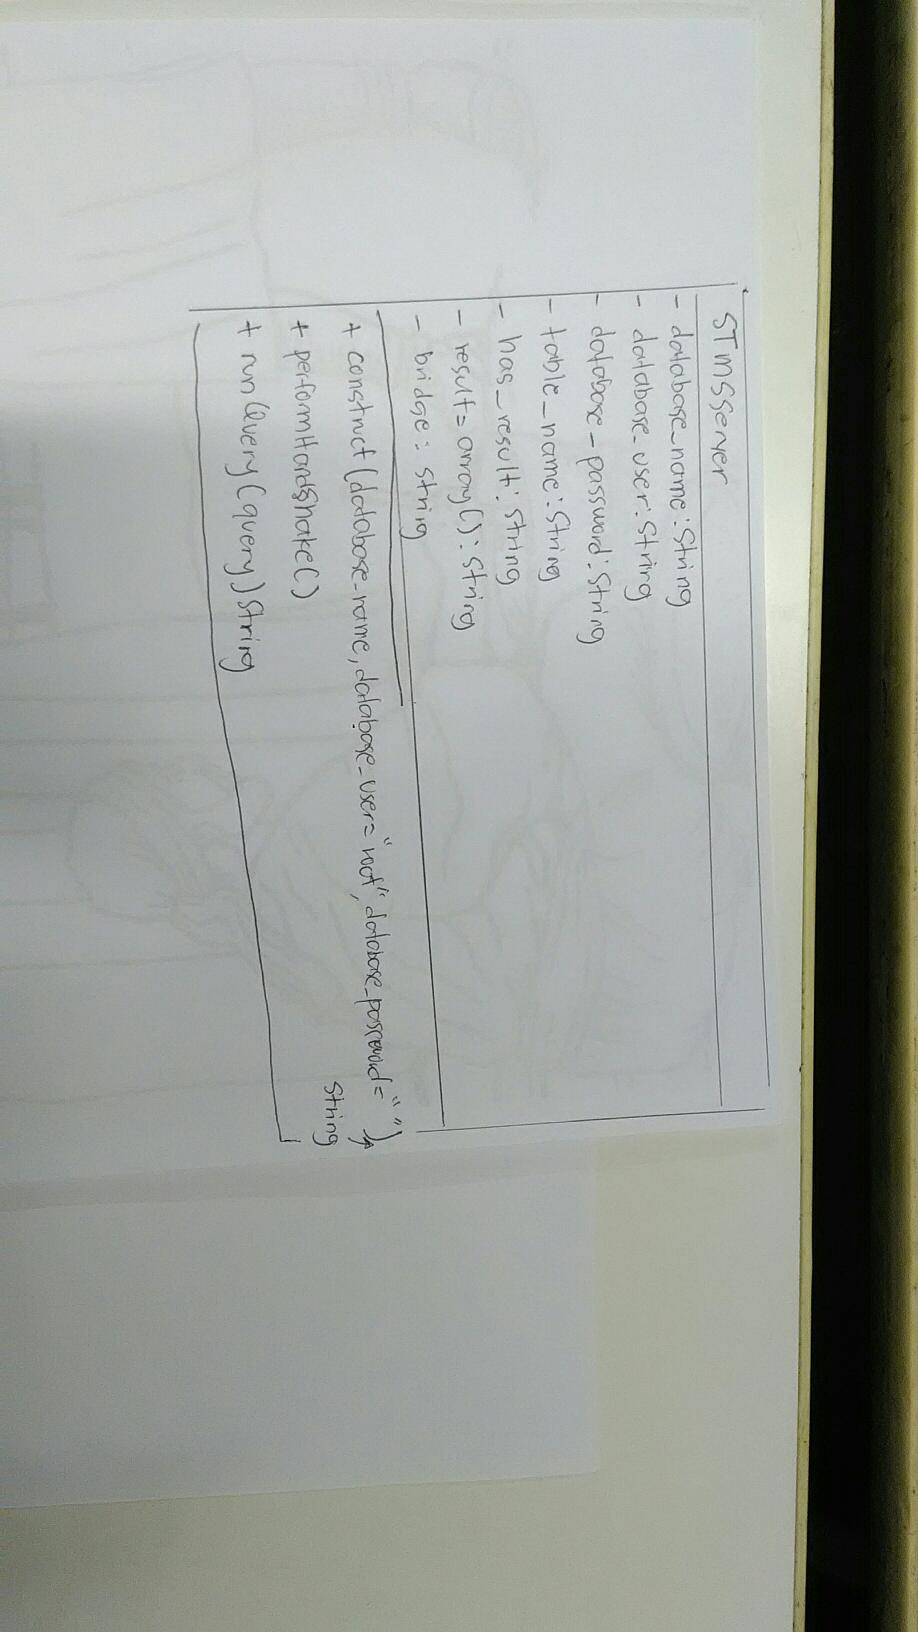 STmSServer
- database_name : String
- database_user : String
- database_password : String
- table_name : String
- has_result : String
- result = array() : String
- bridge : String
+ construct (database_name, database_user = "root", database_password = " ")
String
+ performHandShake()
+ runQuery (query) String